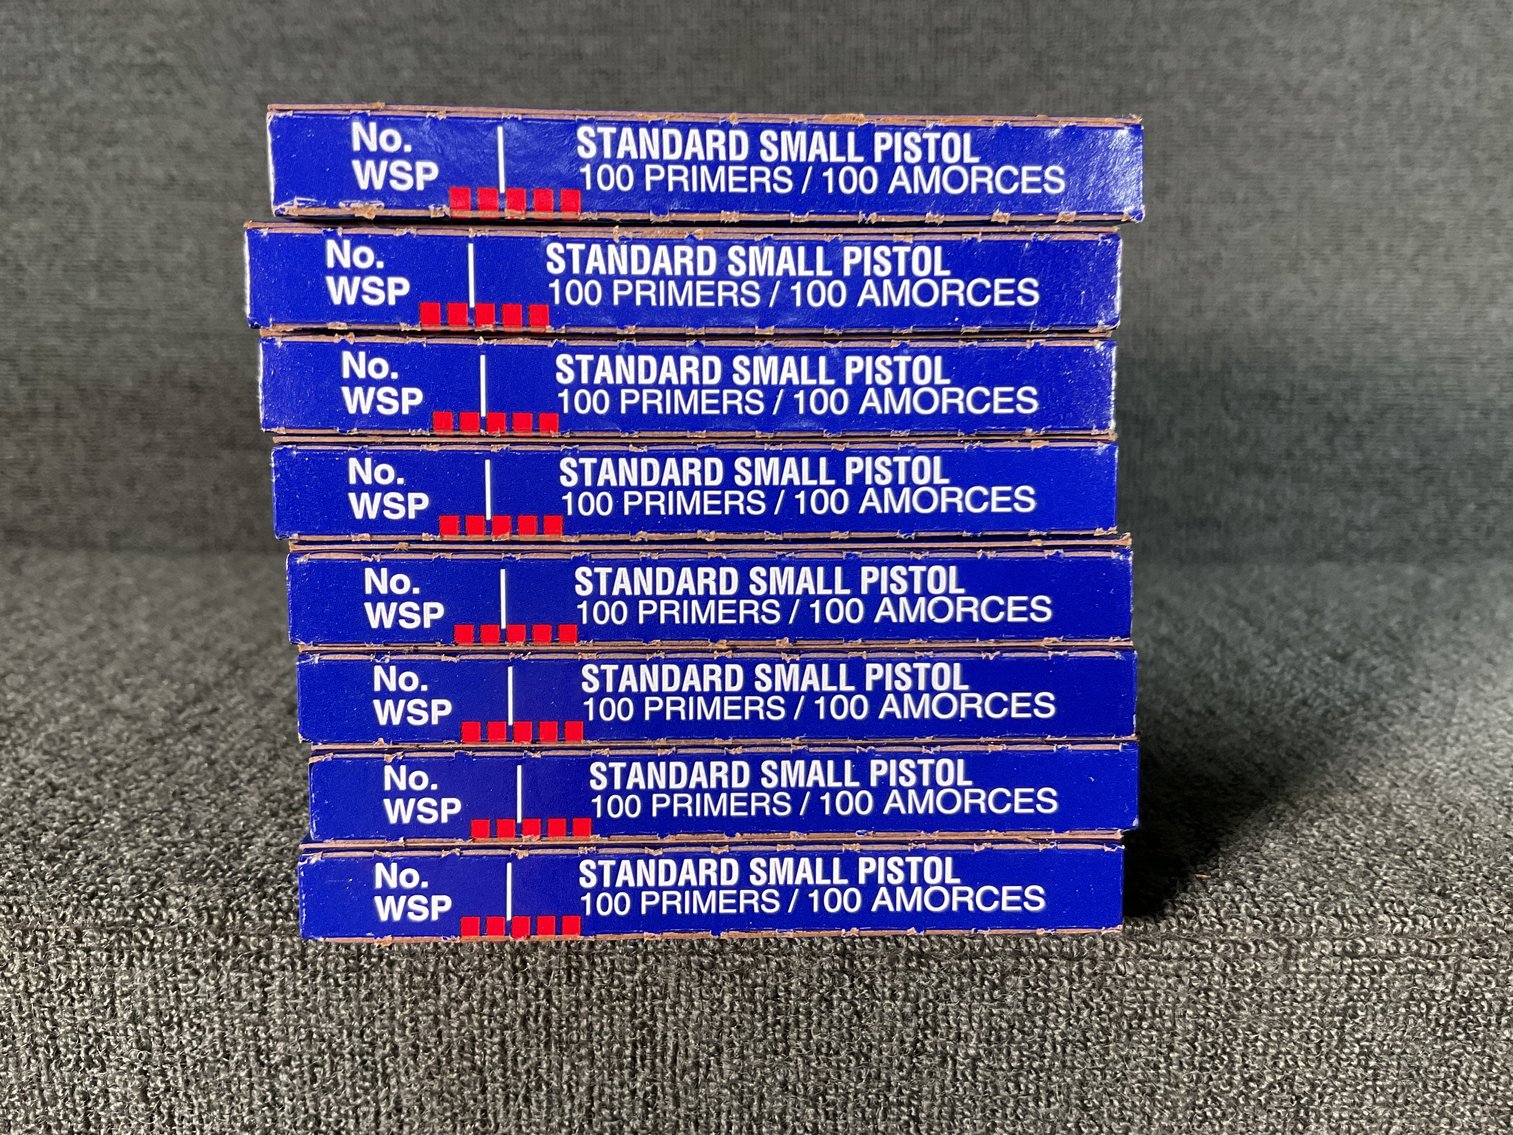 No.
WSP
STANDARD SMALL PISTOL
100 PRIMERS / 100 AMORCES
No.
WSP
STANDARD SMALL PISTOL
100 PRIMERS / 100 AMORCES
No.
WSP
STANDARD SMALL PISTOL
100 PRIMERS / 100 AMORCES
No.
WSP
STANDARD SMALL PISTOL
100 PRIMERS / 100 AMORCES
No.
WSP
STANDARD SMALL PISTOL
100 PRIMERS / 100 AMORCES
No.
WSP
STANDARD SMALL PISTOL
100 PRIMERS / 100 AMORCES
No.
WSP
STANDARD SMALL PISTOL
100 PRIMERS / 100 AMORCES
No.
WSP
STANDARD SMALL PISTOL
100 PRIMERS / 100 AMORCES